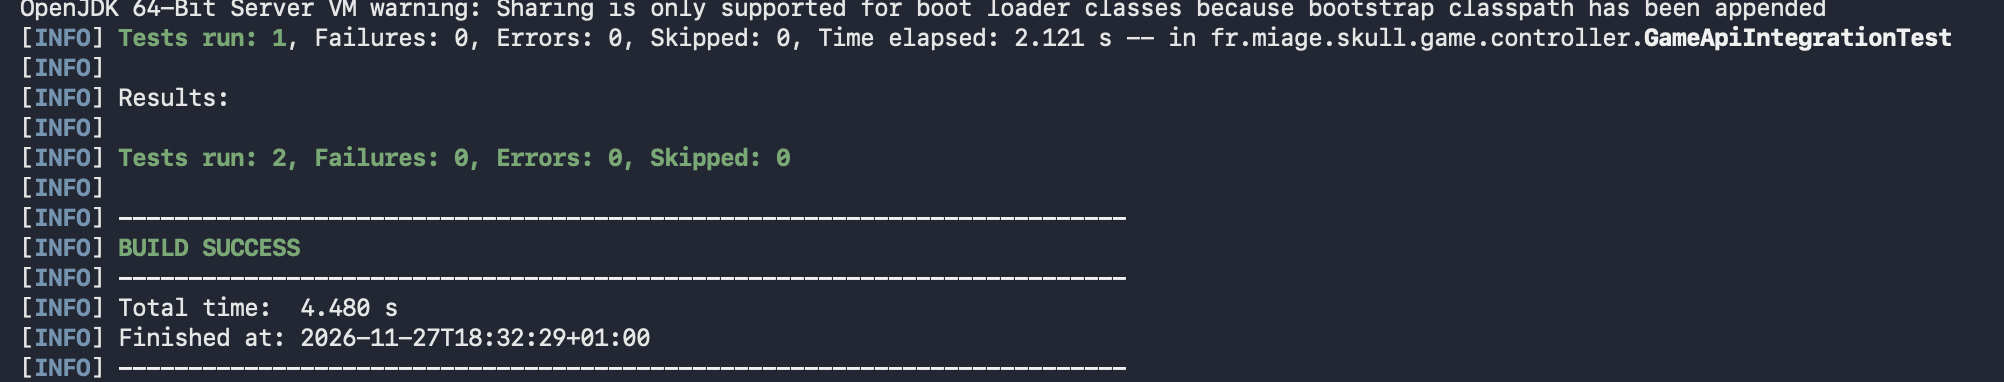 OpenJDK 64-Bit Server VM warning: Sharing is only supported for boot loader classes because bootstrap classpath has been appended
[INFO] Tests run: 1, Failures: 0, Errors: 0, Skipped: 0, Time elapsed: 2.121 s -- in fr.miage.skull.game.controller.GameApiIntegrationTest
[INFO]
[INFO] Results:
[INFO]
[INFO] Tests run: 2, Failures: 0, Errors: 0, Skipped: 0
[INFO]
[INFO] ------------------------------------------------------------------------
[INFO] BUILD SUCCESS
[INFO] ------------------------------------------------------------------------
[INFO] Total time:  4.480 s
[INFO] Finished at: 2026-11-27T18:32:29+01:00
[INFO] ------------------------------------------------------------------------